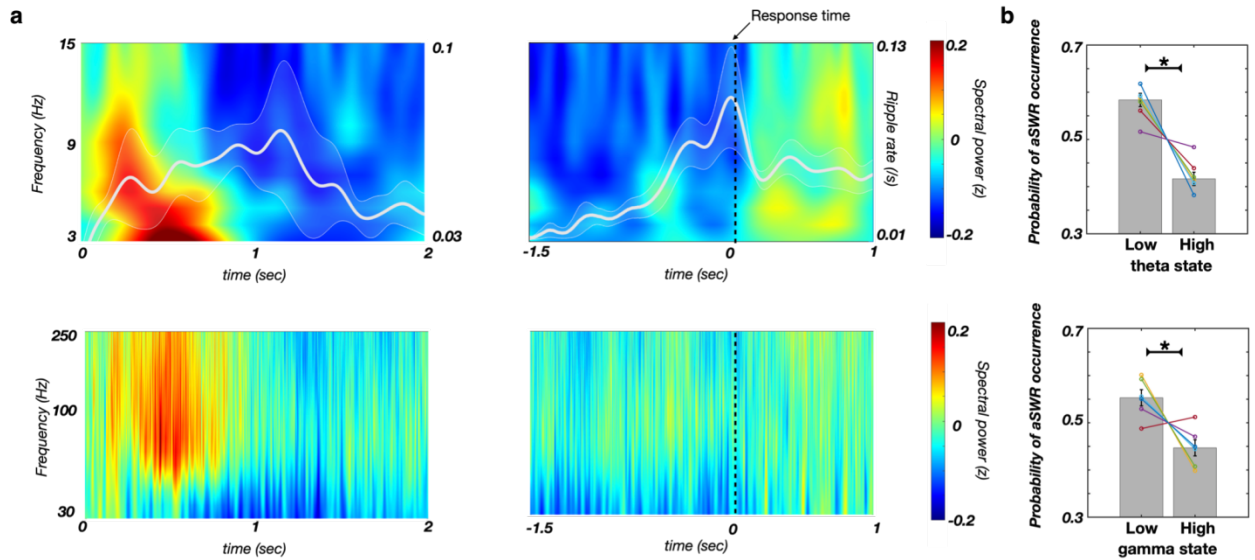 a
Response time
b
15
9
3
Frequency (Hz)
0
1
2
time (sec)
0.1
0.03
-1.5
0
1
time (sec)
0.13
0.01
Ripple rate (/s)
0.2
0
-0.2
Spectral power (z)
0.7
0.5
0.3
Probability of aSWR occurrence
*
Low High
theta state
250
100
30
Frequency (Hz)
0
1
2
time (sec)
-1.5
0
1
time (sec)
0.2
0
-0.2
Spectral power (z)
0.7
0.5
0.3
Probability of aSWR occurrence
*
Low High
gamma state